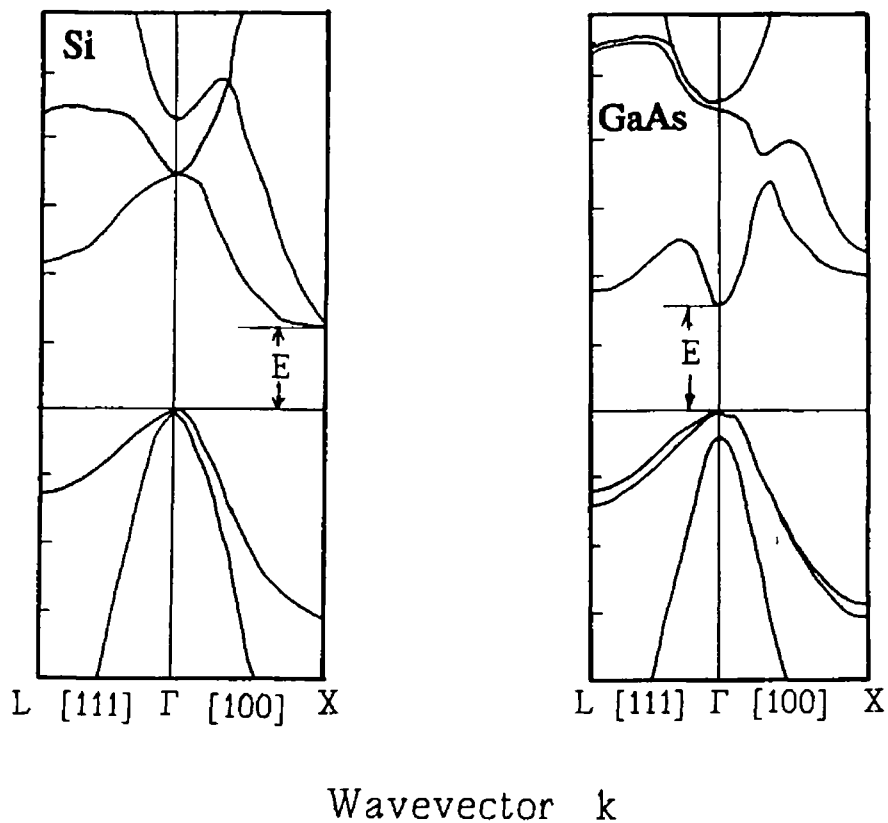 Si
GaAs
E
E
L [111] Γ [100] X
L [111] Γ [100] X
Wavevector k